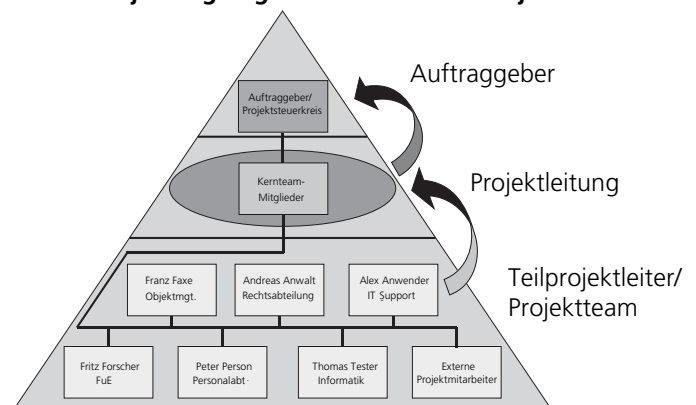 Auftraggeber
Auftraggeber/
Projektsteuerkreis
Projektleitung
Kernteam-
Mitglieder
Teilprojektleiter/
Projektteam
Franz Faxe
Objektmgt.
Andreas Anwalt
Rechtsabteilung
Alex Anwender
IT Support
Fritz Forscher
FuE
Peter Person
Personalabt.
Thomas Tester
Informatik
Externe
Projektmitarbeiter